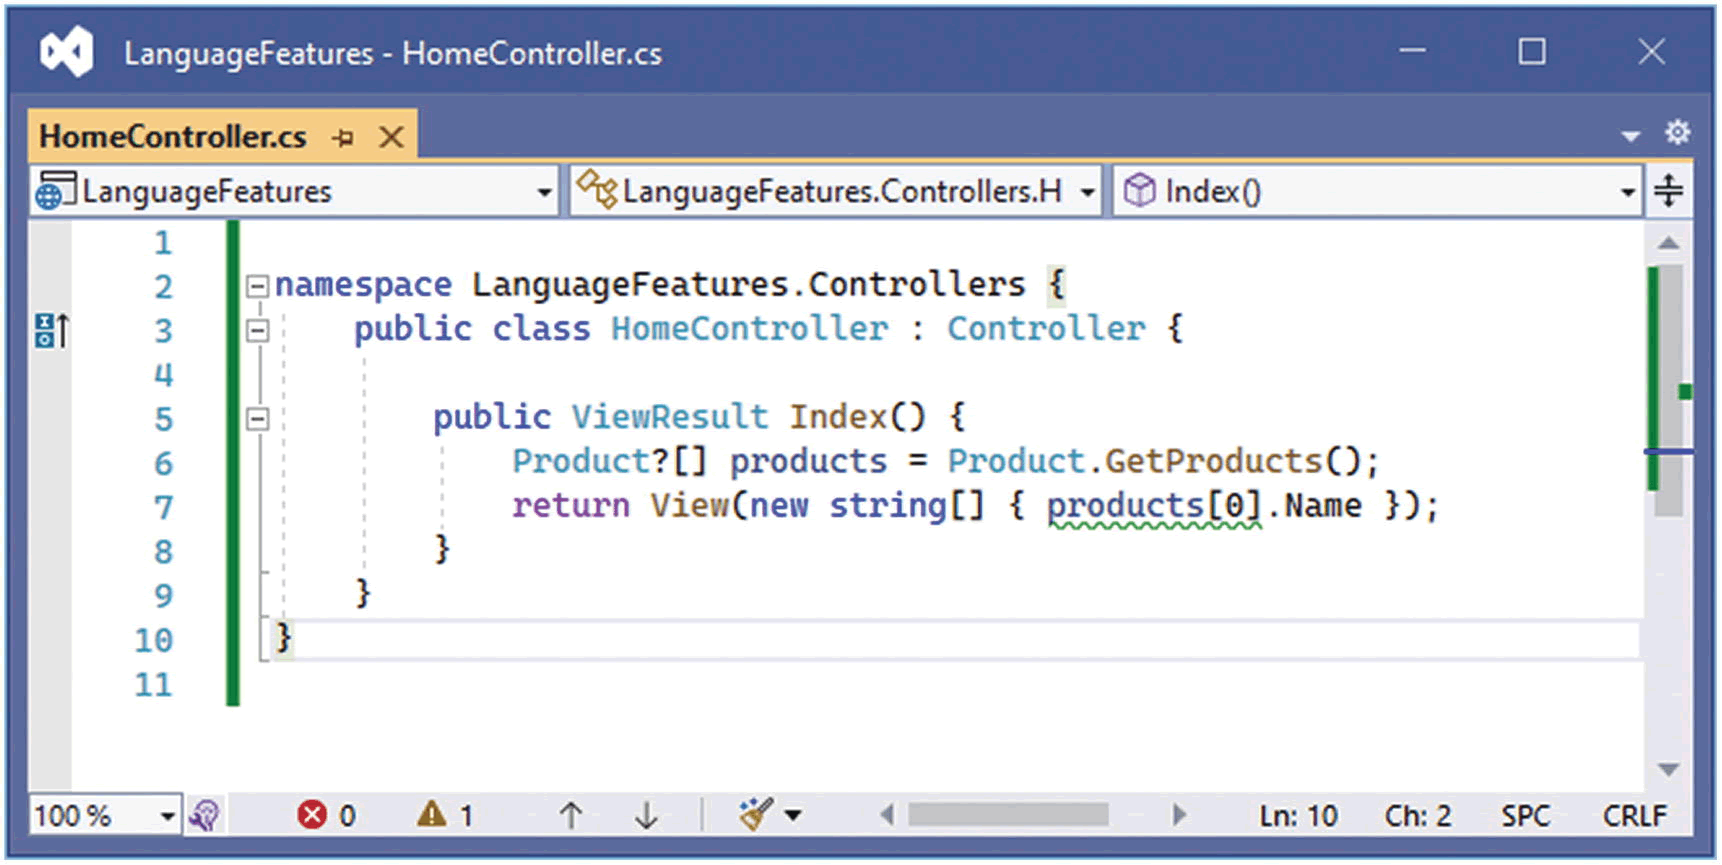 LanguageFeatures - HomeController.cs
HomeController.cs
LanguageFeatures LanguageFeatures.Controllers.H Index()
1
2 namespace LanguageFeatures.Controllers {
3 public class HomeController : Controller {
4
5 public ViewResult Index() {
6 Product?[] products = Product.GetProducts();
7 return View(new string[] { products[0].Name });
8 }
9 }
10 }
11
100 % 0 1 Ln: 10 Ch: 2 SPC CRLF